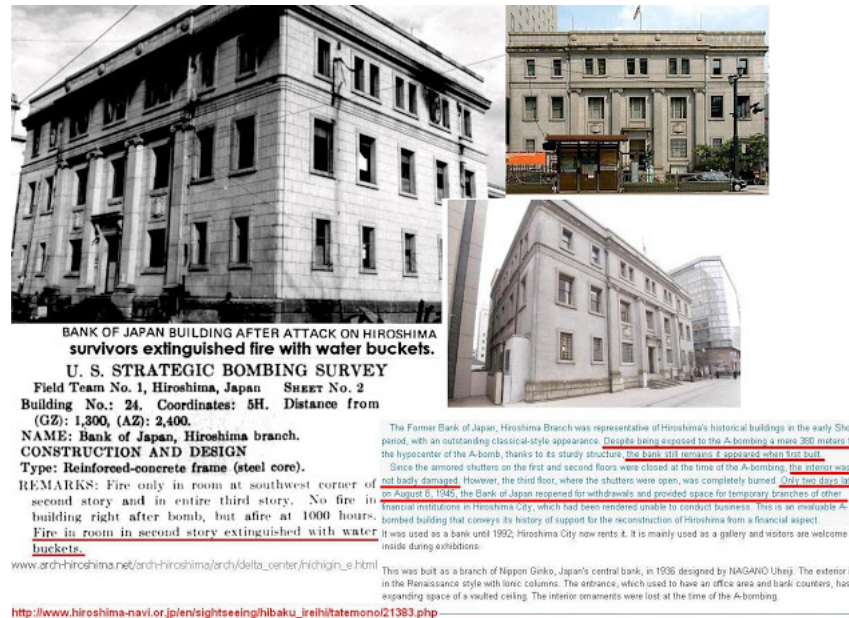 BANK OF JAPAN BUILDING AFTER ATTACK ON HIROSHIMA
survivors extinguished fire with water buckets.
U. S. STRATEGIC BOMBING SURVEY
Field Team No. 1, Hiroshima, Japan SHEET No. 2
Building No.: 24. Coordinates: 5H. Distance from
(GZ): 1,300, (AZ): 2,400.
NAME: Bank of Japan, Hiroshima branch.
CONSTRUCTION AND DESIGN
Type: Reinforced-concrete frame (steel core).
REMARKS: Fire only in room at southwest corner of
second story and in entire third story. No fire in
building right after bomb, but afire at 1000 hours.
Fire in room in second story extinguished with water
buckets.
www.arch-hiroshima.net/arch-hiroshima/arch/delta_center/nichigin_e.html
The Former Bank of Japan, Hiroshima Branch was representative of Hiroshima's historical buildings in the early Sho
period, with an outstanding classical-style appearance. Despite being exposed to the A-bombing a mere 380 meters f
the hypocenter of the A-bomb, thanks to its sturdy structure, the bank still remains it appeared when first built.
Since the armored shutters on the first and second floors were closed at the time of the A-bombing, the interior was
not badly damaged. However, the third floor, where the shutters were open, was completely burned. Only two days la
on August 8, 1945, the Bank of Japan reopened for withdrawals and provided space for temporary branches of other
financial institutions in Hiroshima City, which had been rendered unable to conduct business. This is an invaluable A-
bombed building that conveys its history of support for the reconstruction of Hiroshima from a financial aspect.
It was used as a bank until 1992; Hiroshima City now rents it. It is mainly used as a gallery and visitors are welcome
inside during exhibitions.
This was built as a branch of Nippon Ginko, Japan's central bank, in 1936 designed by NAGANO Uheiji. The exterior i
in the Renaissance style with Ionic columns. The entrance, which used to have an office area and bank counters, has
expanding space of a vaulted ceiling. The interior ornaments were lost at the time of the A-bombing.
http://www.hiroshima-navi.or.jp/en/sightseeing/hibaku_ireihi/tatemono/21383.php